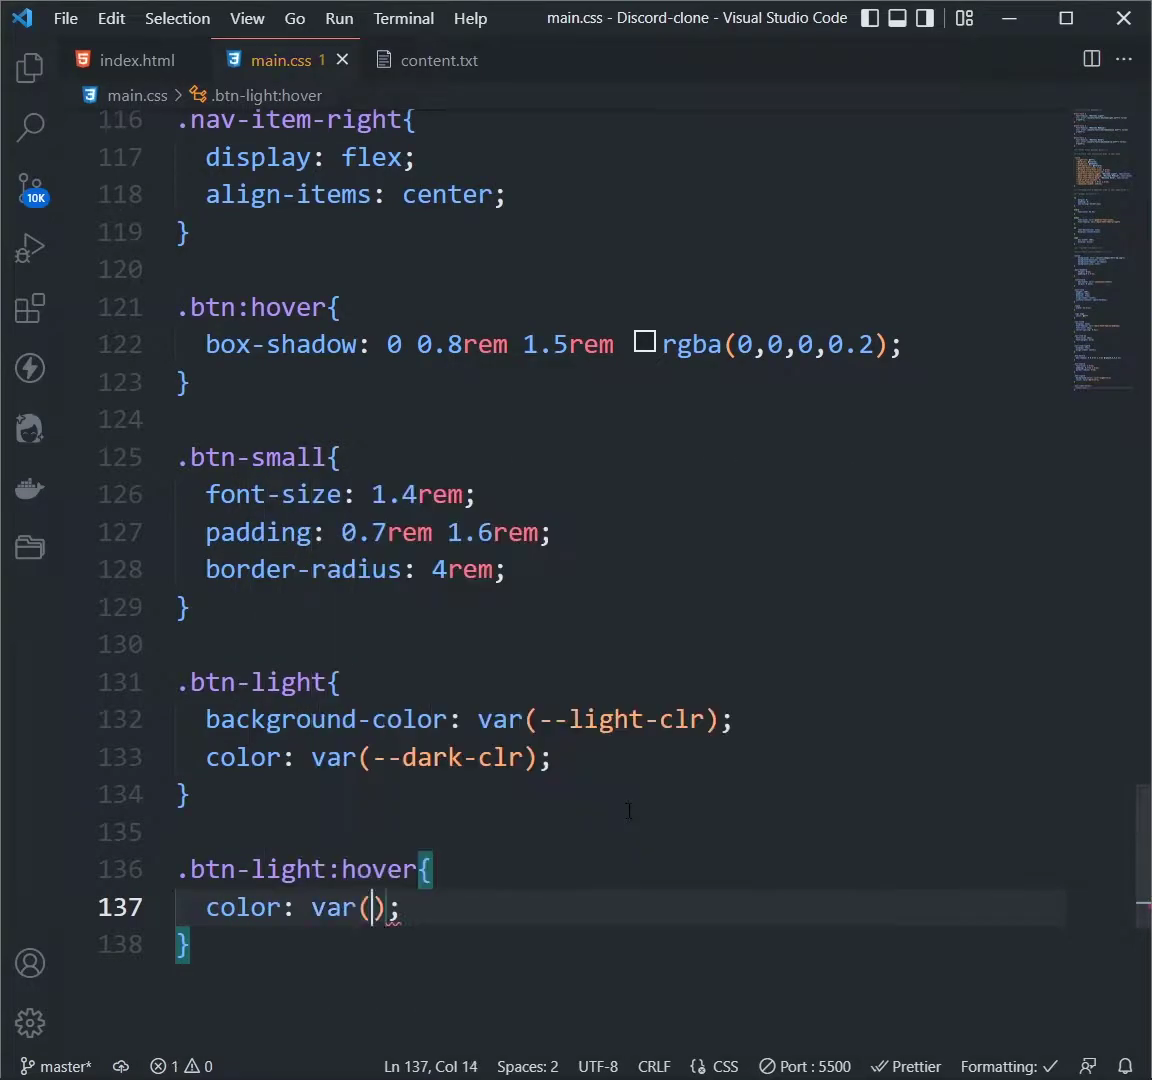 File Edit Selection View Go Run Terminal Help main.css - Discord-clone - Visual Studio Code
index.html main.css 1 content.txt
main.css > .btn-light:hover
116 .nav-item-right{
117 display: flex;
118 align-items: center;
119 }
120
121 .btn:hover{
122 box-shadow: 0 0.8rem 1.5rem rgba(0,0,0,0.2);
123 }
124
125 .btn-small{
126 font-size: 1.4rem;
127 padding: 0.7rem 1.6rem;
128 border-radius: 4rem;
129 }
130
131 .btn-light{
132 background-color: var(--light-clr);
133 color: var(--dark-clr);
134 }
135
136 .btn-light:hover{
137 color: var();
138 }
10K
master* 1 0 Ln 137, Col 14 Spaces: 2 UTF-8 CRLF CSS Port : 5500 Prettier Formatting: